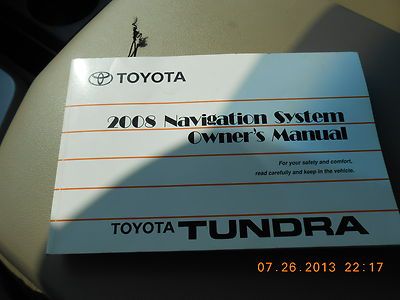 TOYOTA
2008 Navigation System
Owner's Manual
For your safety and comfort,
read carefully and keep in the vehicle.
TOYOTA TUNDRA
07.26.2013 22:17